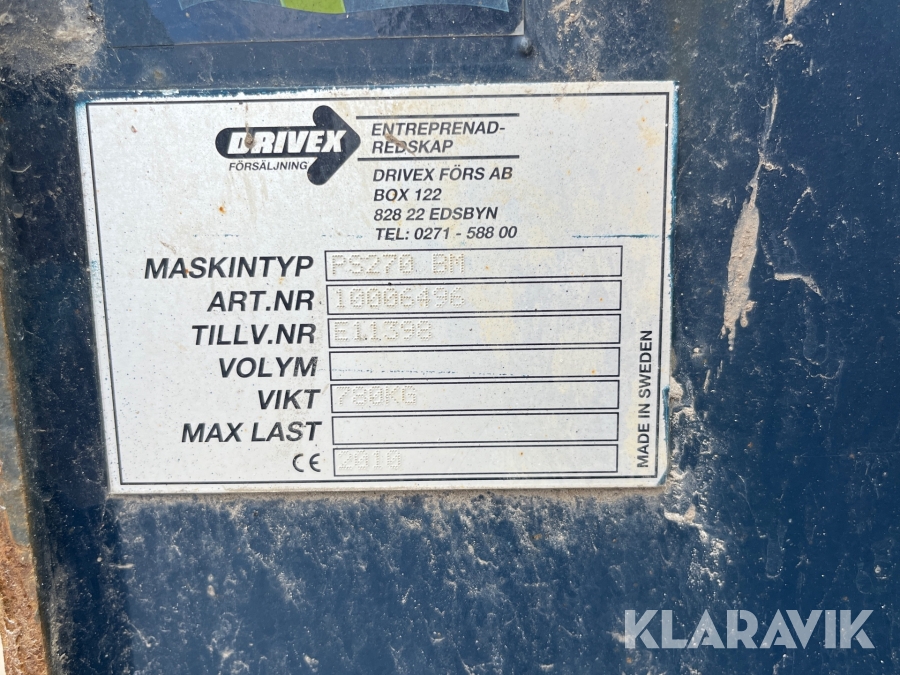 DRIVEX
FÖRSÄLJNING
ENTREPRENAD-
REDSKAP
DRIVEX FÖRS AB
BOX 122
828 22 EDSBYN
TEL: 0271 - 588 00
MASKINTYP PS270 BM
ART.NR 10006496
TILLV.NR E11398
VOLYM
VIKT 780KG
MAX LAST
CE 2010
MADE IN SWEDEN
KLARAVIK